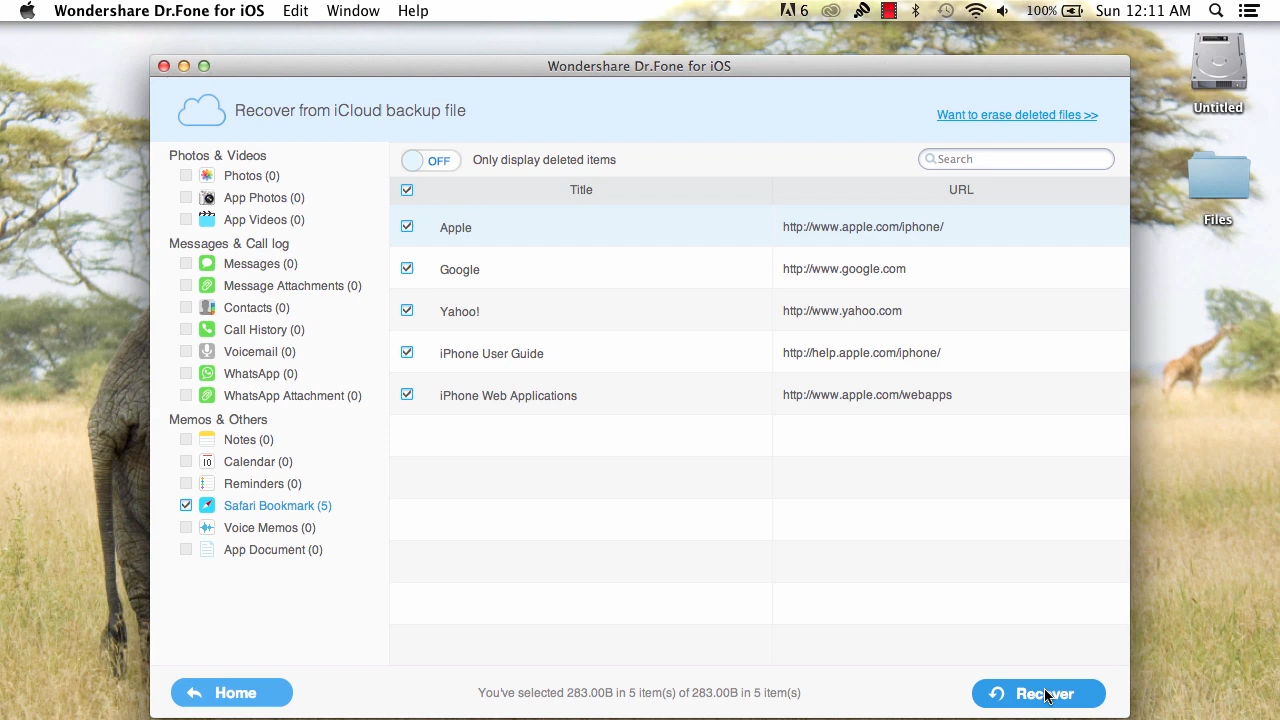 Wondershare Dr.Fone for iOS Edit Window Help 6 100% Sun 12:11 AM
Wondershare Dr.Fone for iOS
Recover from iCloud backup file
Want to erase deleted files >>
Photos & Videos
Photos (0)
App Photos (0)
App Videos (0)
Messages & Call log
Messages (0)
Message Attachments (0)
Contacts (0)
Call History (0)
Voicemail (0)
WhatsApp (0)
WhatsApp Attachment (0)
Memos & Others
Notes (0)
Calendar (0)
Reminders (0)
Safari Bookmark (5)
Voice Memos (0)
App Document (0)
OFF Only display deleted items Search
Title URL
Apple http://www.apple.com/iphone/
Google http://www.google.com
Yahoo! http://www.yahoo.com
iPhone User Guide http://help.apple.com/iphone/
iPhone Web Applications http://www.apple.com/webapps
Home You've selected 283.00B in 5 item(s) of 283.00B in 5 item(s) Recover
Untitled
Files